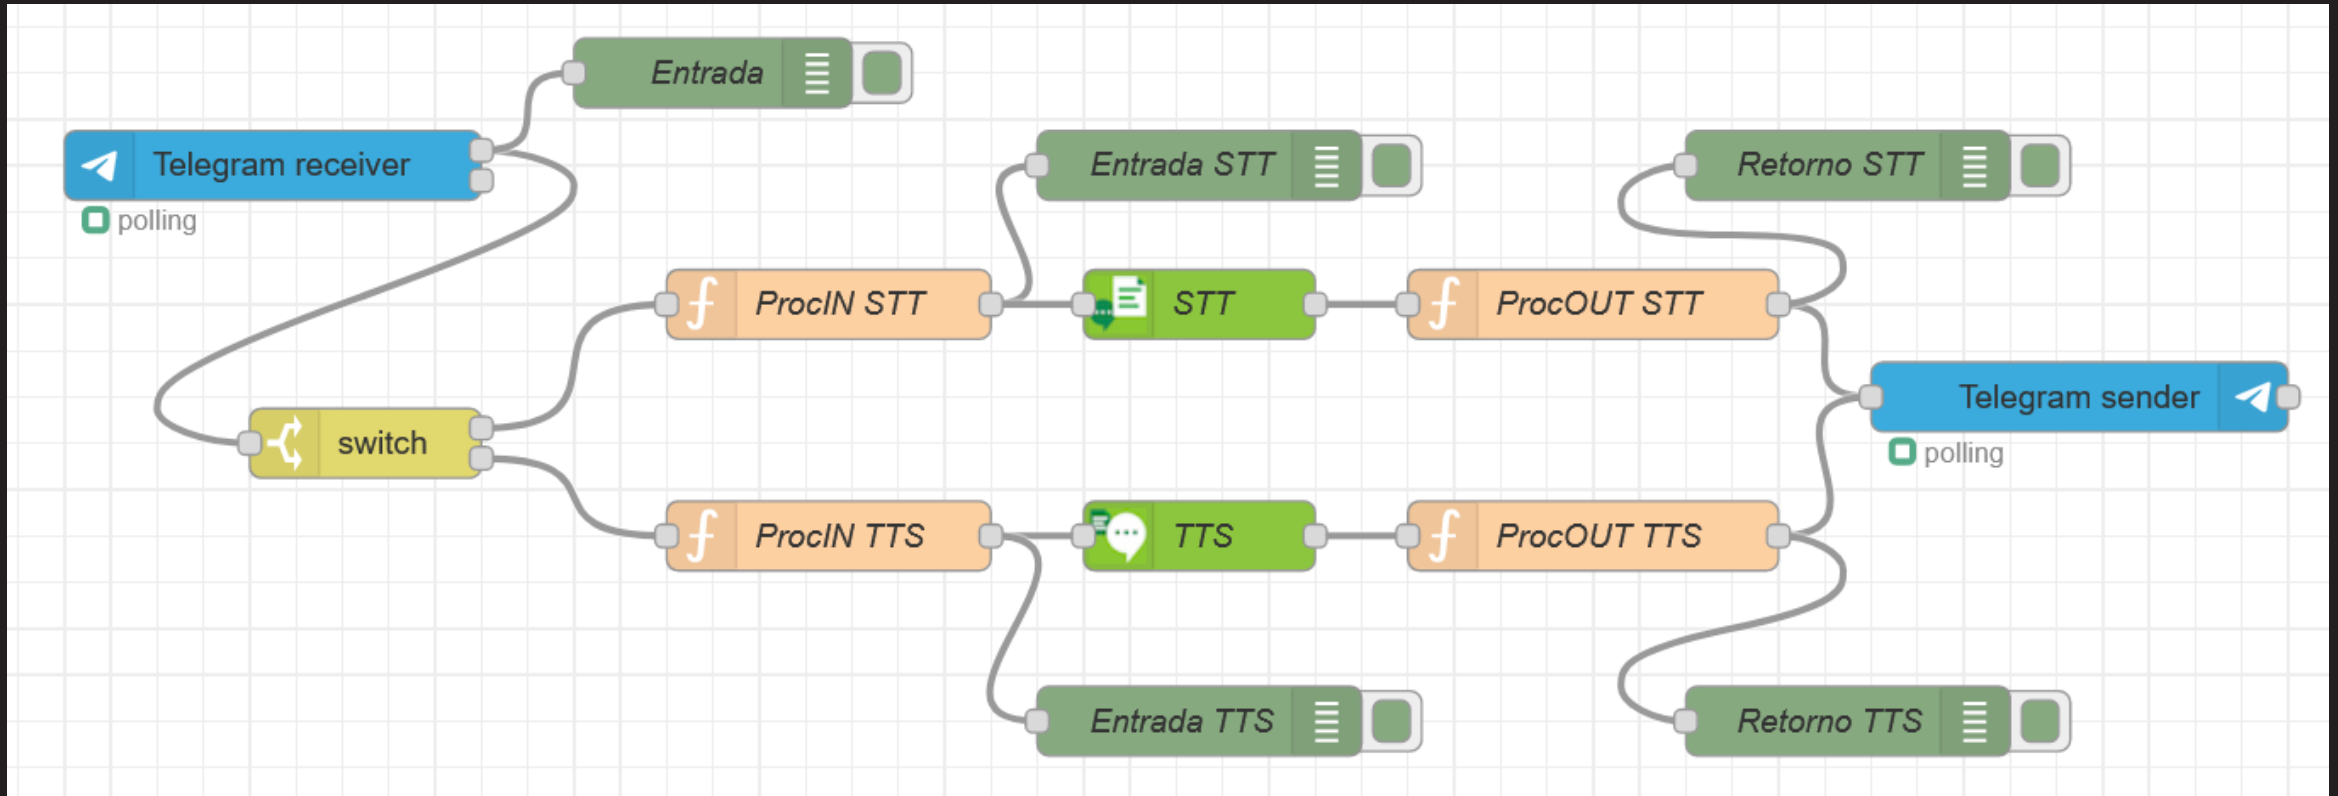 Entrada
Telegram receiver
polling
Entrada STT
Retorno STT
ProcIN STT
STT
ProcOUT STT
switch
Telegram sender
polling
ProcIN TTS
TTS
ProcOUT TTS
Entrada TTS
Retorno TTS